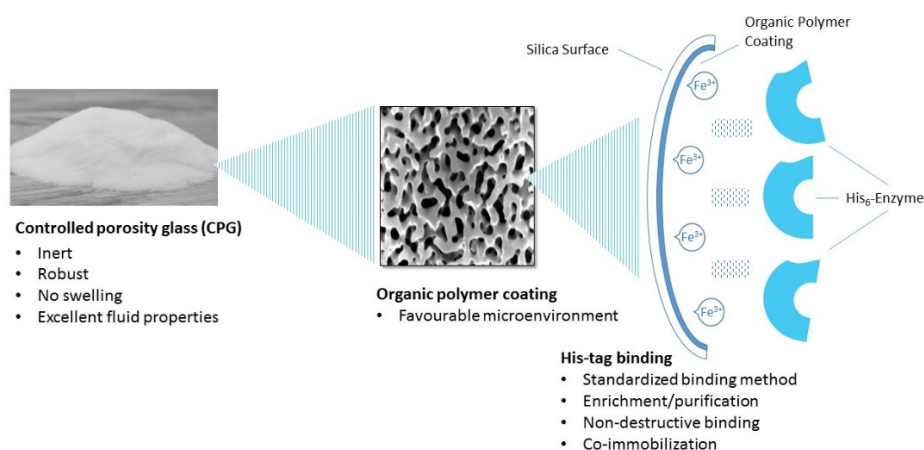 Controlled porosity glass (CPG)
• Inert
• Robust
• No swelling
• Excellent fluid properties
Organic polymer coating
• Favourable microenvironment
Silica Surface
Organic Polymer
Coating
Fe³⁺
Fe³⁺
Fe³⁺
Fe³⁺
His₆-Enzyme
His-tag binding
• Standardized binding method
• Enrichment/purification
• Non-destructive binding
• Co-immobilization